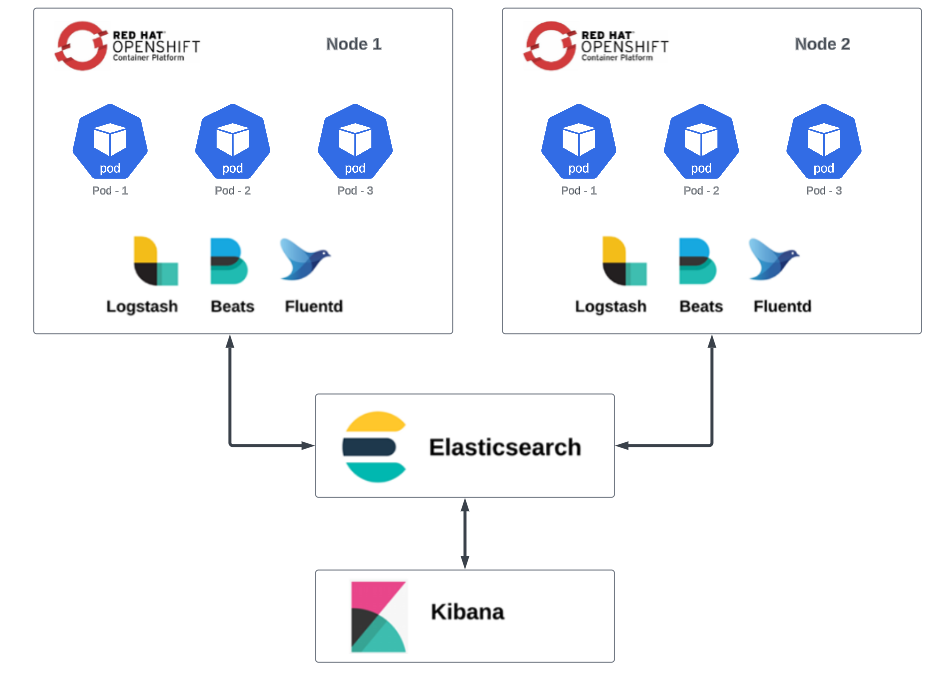 RED HAT
OPENSHIFT
Container Platform
Node 1
pod
pod
pod
Pod - 1
Pod - 2
Pod - 3
Logstash
Beats
Fluentd
RED HAT
OPENSHIFT
Container Platform
Node 2
pod
pod
pod
Pod - 1
Pod - 2
Pod - 3
Logstash
Beats
Fluentd
Elasticsearch
Kibana